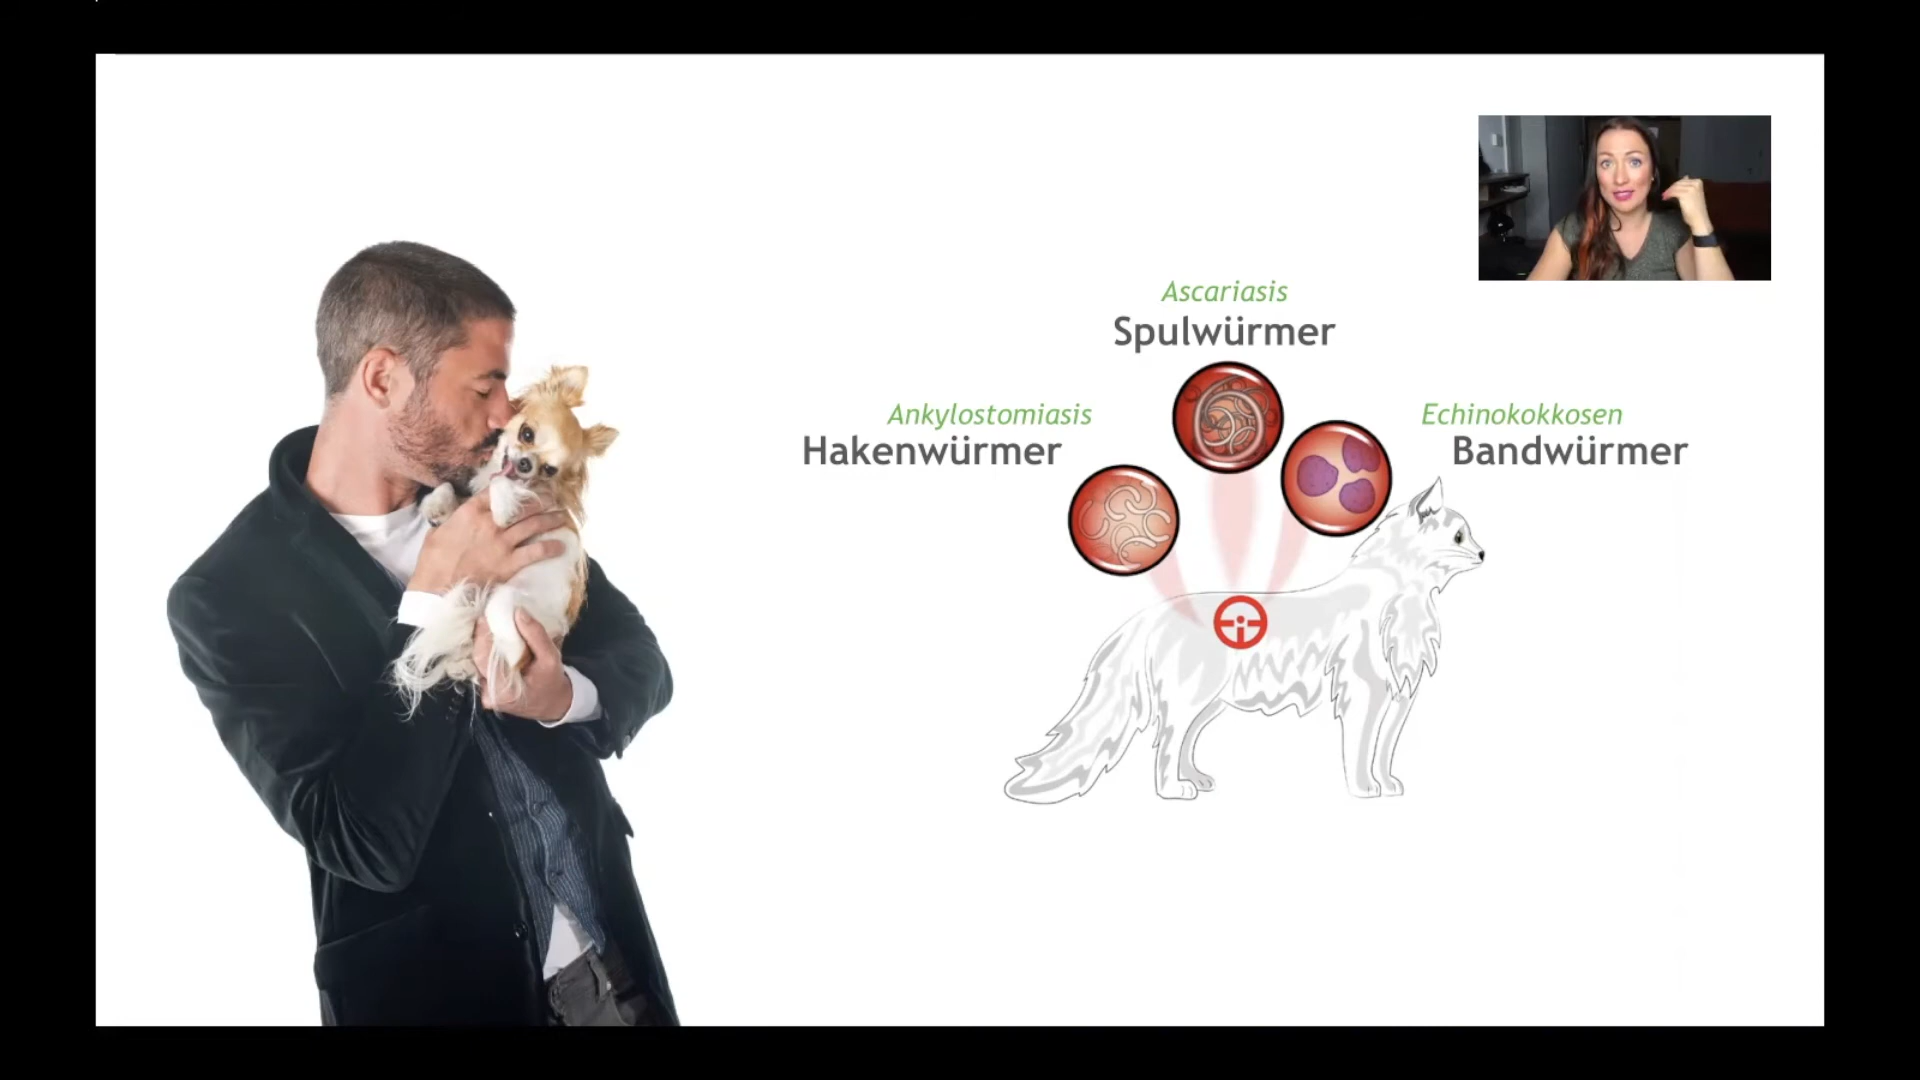 Ascariasis
Spulwürmer
Ankylostomiasis
Hakenwürmer
Echinokokkosen
Bandwürmer